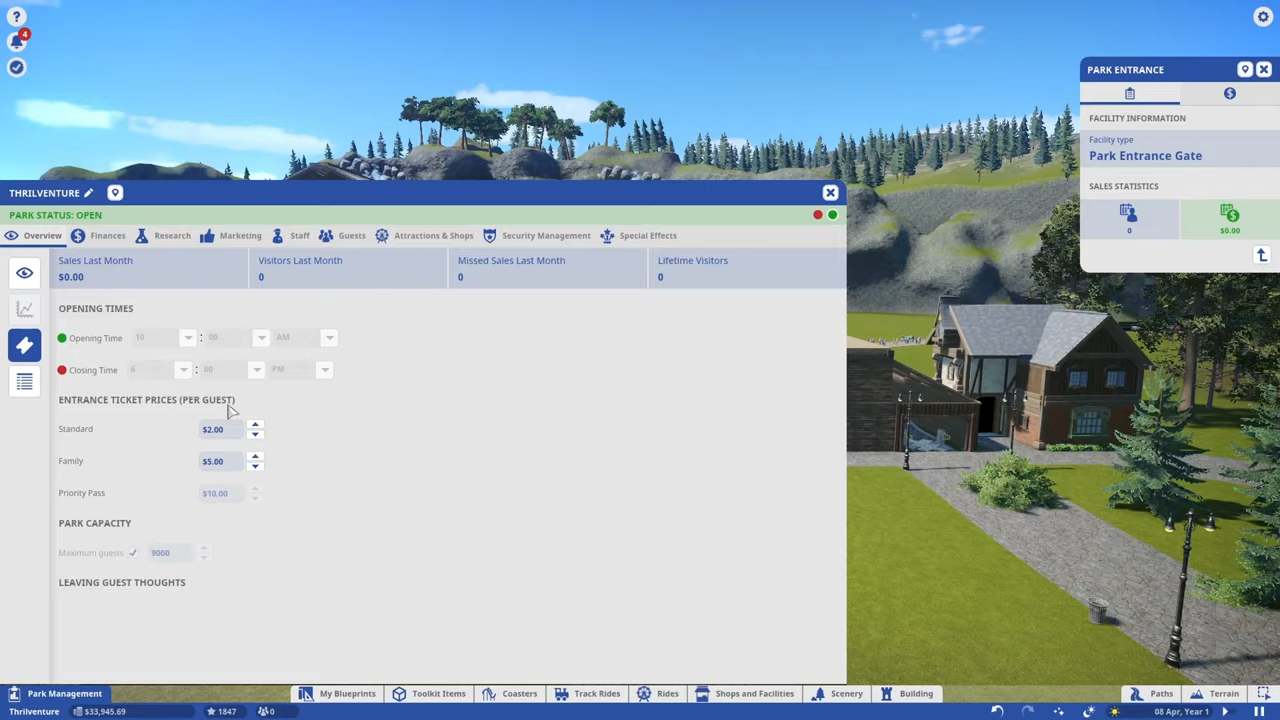 ?
4
PARK ENTRANCE
FACILITY INFORMATION
Facility type
Park Entrance Gate
SALES STATISTICS
0
$0.00
THRILVENTURE
PARK STATUS: OPEN
Overview
Finances
Research
Marketing
Staff
Guests
Attractions & Shops
Security Management
Special Effects
Sales Last Month
$0.00
Visitors Last Month
0
Missed Sales Last Month
0
Lifetime Visitors
0
OPENING TIMES
Opening Time 10 : 00 AM
Closing Time 6 : 00 PM
ENTRANCE TICKET PRICES (PER GUEST)
Standard $2.00
Family $5.00
Priority Pass $10.00
PARK CAPACITY
Maximum guests 9000
LEAVING GUEST THOUGHTS
Park Management
My Blueprints
Toolkit Items
Coasters
Track Rides
Rides
Shops and Facilities
Scenery
Building
Paths
Terrain
Thrilventure
$33,945.69
1847
0
08 Apr, Year 1